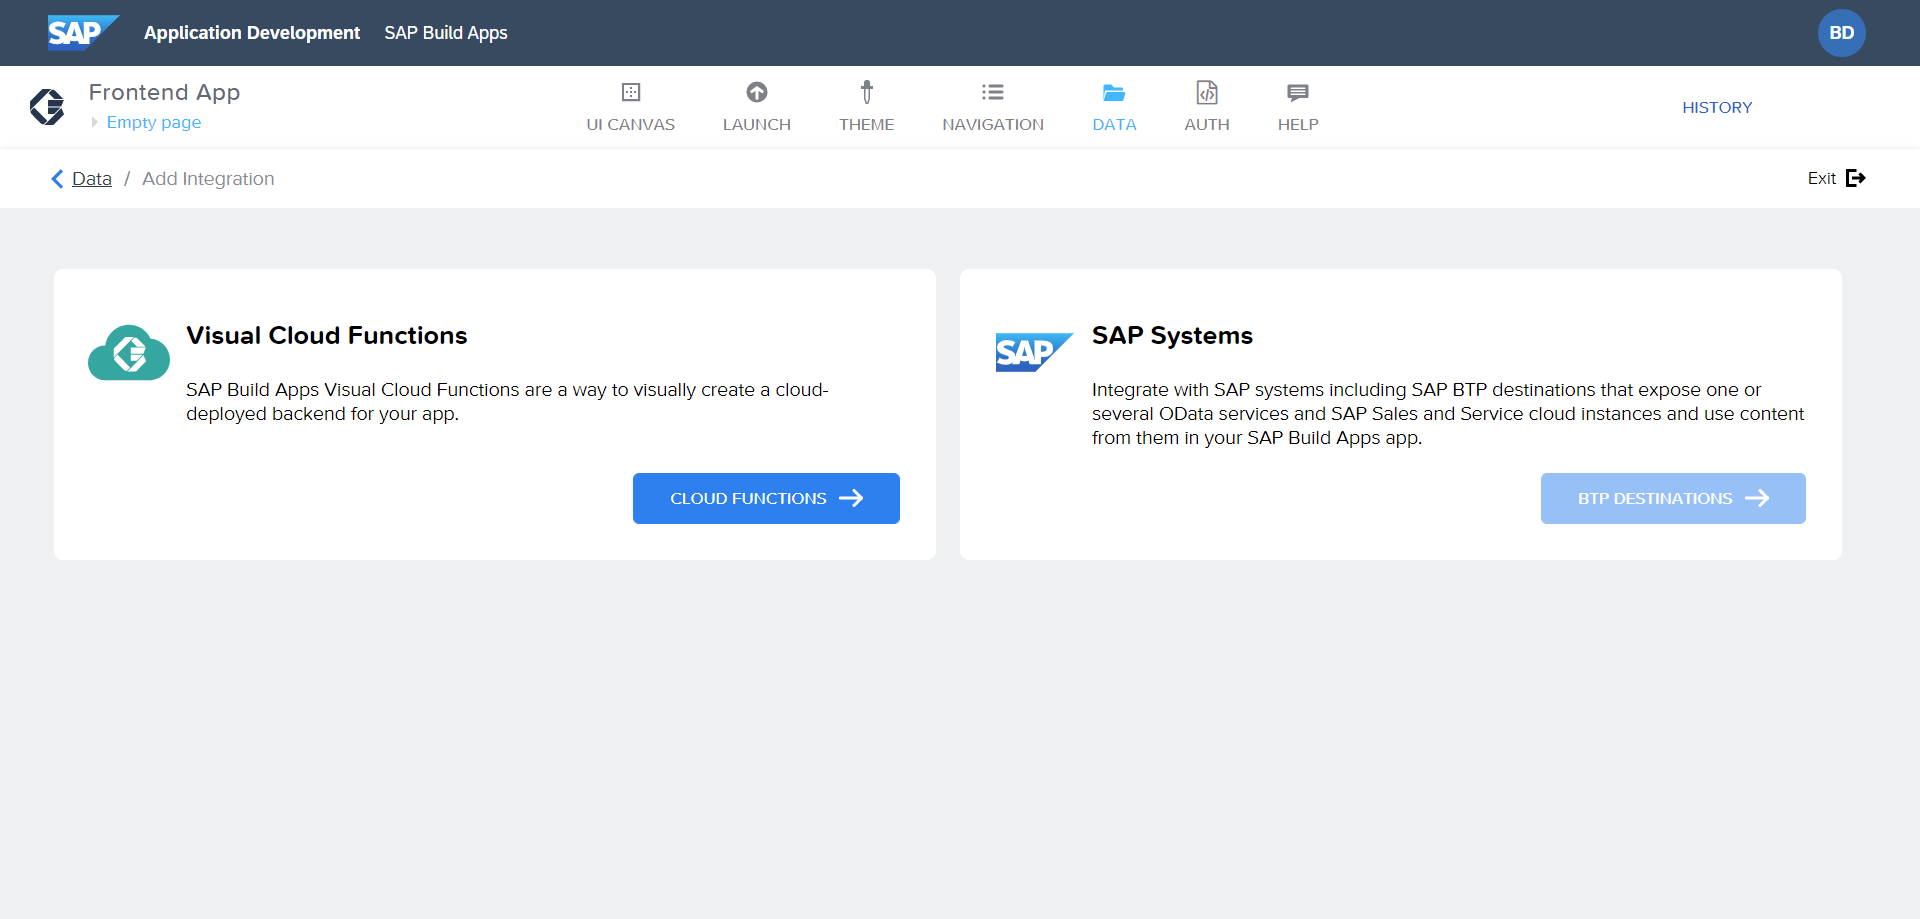 SAP Application Development SAP Build Apps BD
Frontend App
Empty page
UI CANVAS LAUNCH THEME NAVIGATION DATA AUTH HELP
HISTORY
Data / Add Integration
Exit
Visual Cloud Functions
SAP Build Apps Visual Cloud Functions are a way to visually create a cloud-
deployed backend for your app.
CLOUD FUNCTIONS
SAP
SAP Systems
Integrate with SAP systems including SAP BTP destinations that expose one or
several OData services and SAP Sales and Service cloud instances and use content
from them in your SAP Build Apps app.
BTP DESTINATIONS